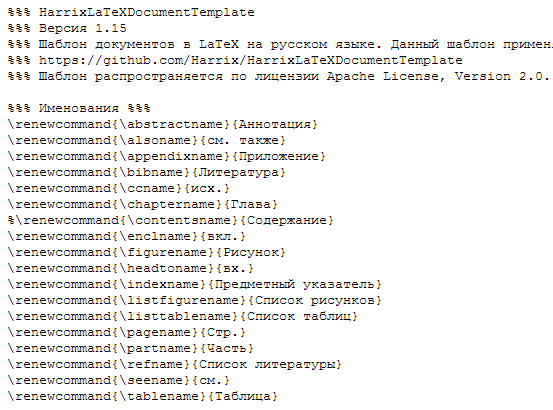 %%% HarrixLaTeXDocumentTemplate
%%% Версия 1.15
%%% Шаблон документов в LaTeX на русском языке. Данный шаблон примен
%%% https://github.com/Harrix/HarrixLaTeXDocumentTemplate
%%% Шаблон распространяется по лицензии Apache License, Version 2.0.
%%% Именования %%%
\renewcommand{\abstractname}{Аннотация}
\renewcommand{\alsoname}{см. также}
\renewcommand{\appendixname}{Приложение}
\renewcommand{\bibname}{Литература}
\renewcommand{\ccname}{исх.}
\renewcommand{\chaptername}{Глава}
%\renewcommand{\contentsname}{Содержание}
\renewcommand{\enclname}{вкл.}
\renewcommand{\figurename}{Рисунок}
\renewcommand{\headtoname}{вх.}
\renewcommand{\indexname}{Предметный указатель}
\renewcommand{\listfigurename}{Список рисунков}
\renewcommand{\listtablename}{Список таблиц}
\renewcommand{\pagename}{Стр.}
\renewcommand{\partname}{Часть}
\renewcommand{\refname}{Список литературы}
\renewcommand{\seename}{см.}
\renewcommand{\tablename}{Таблица}